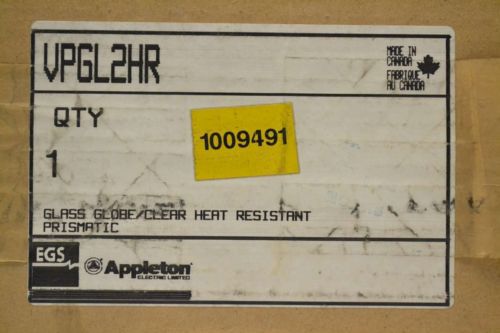 VPGL2HR
MADE IN
CANADA
FABRIQUE
AU CANADA
QTY
1
1009491
GLASS GLOBE/CLEAR HEAT RESISTANT
PRISMATIC
EGS
Appleton
ELECTRIC LIMITED